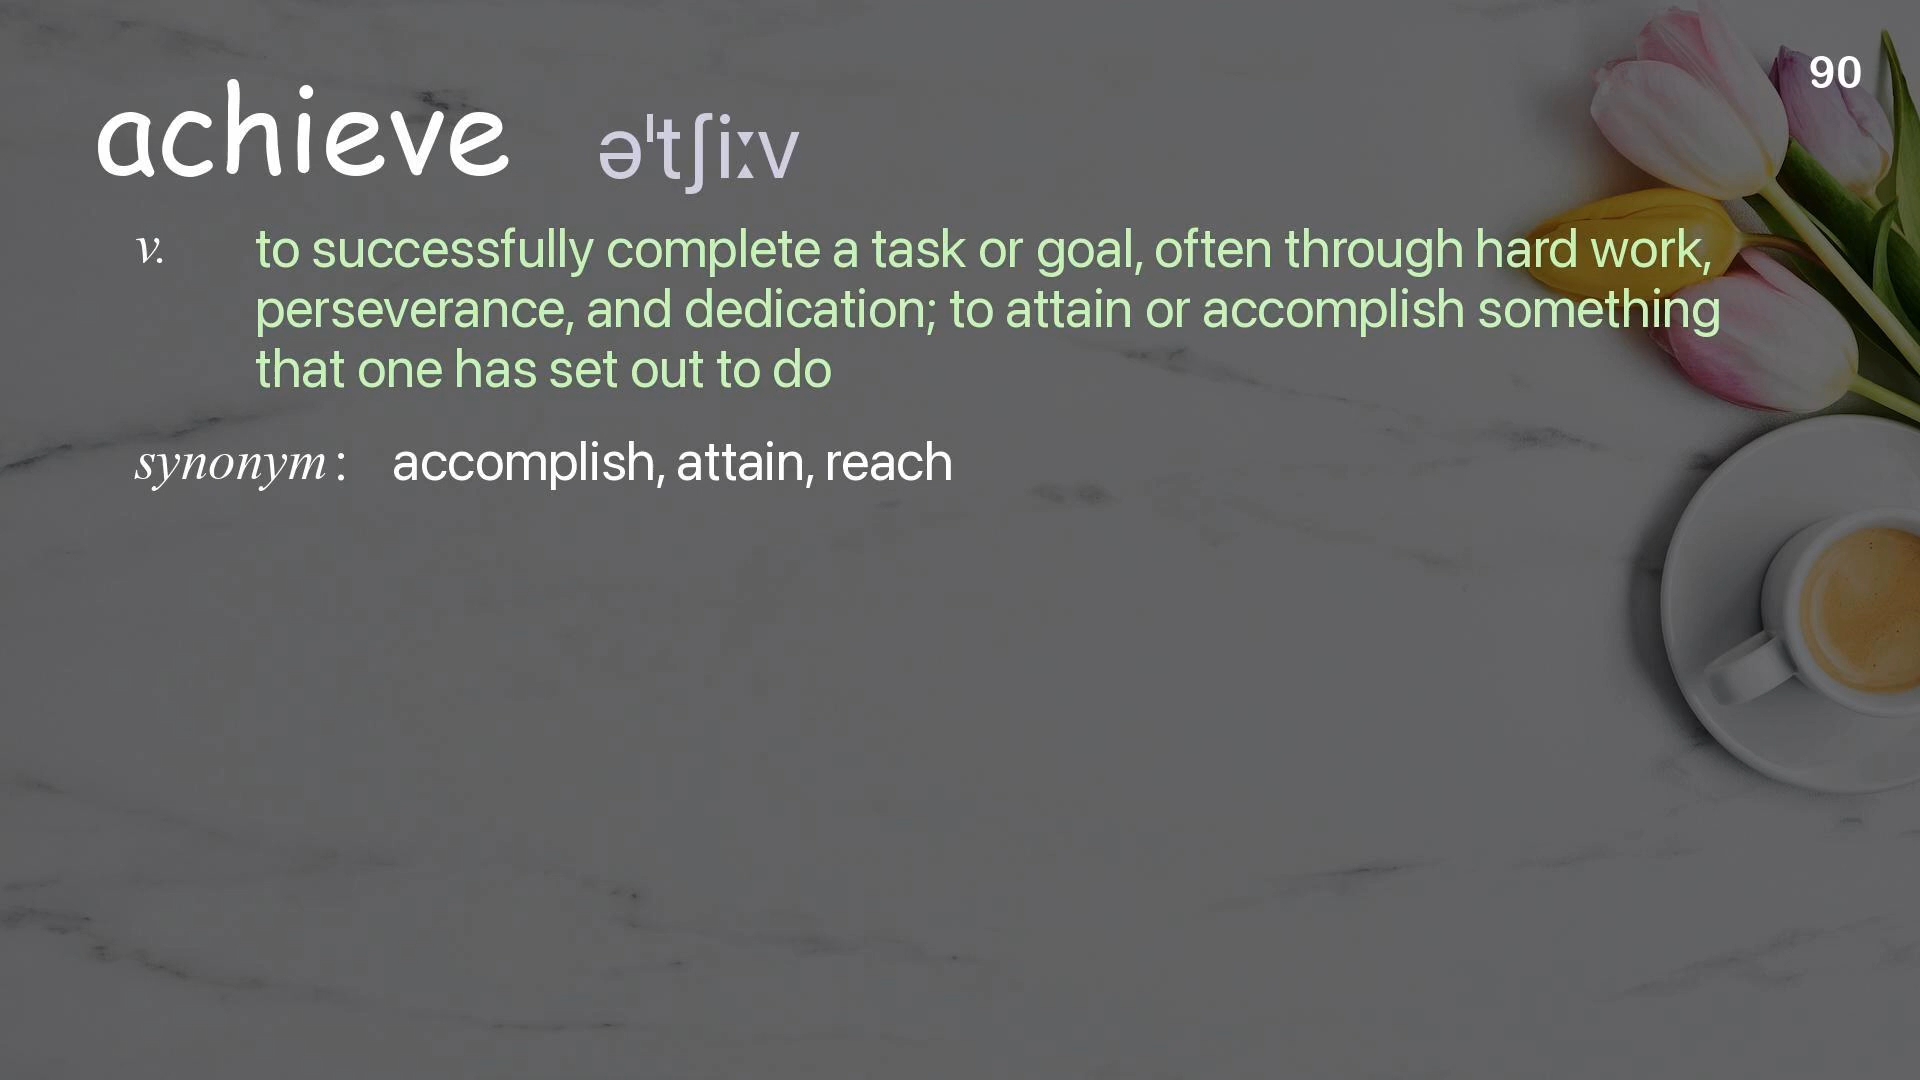 90
achieve əˈtʃiːv
v. to successfully complete a task or goal, often through hard work,
perseverance, and dedication; to attain or accomplish something
that one has set out to do
synonym: accomplish, attain, reach